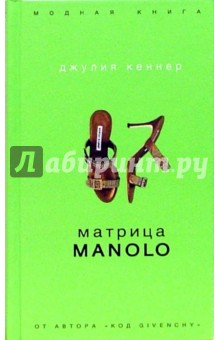 МОДНАЯ КНИГА
джулия кеннер
Лабиринт.ру
матрица
MANOLO
ОТ АВТОРА «КОД GIVENCHY»